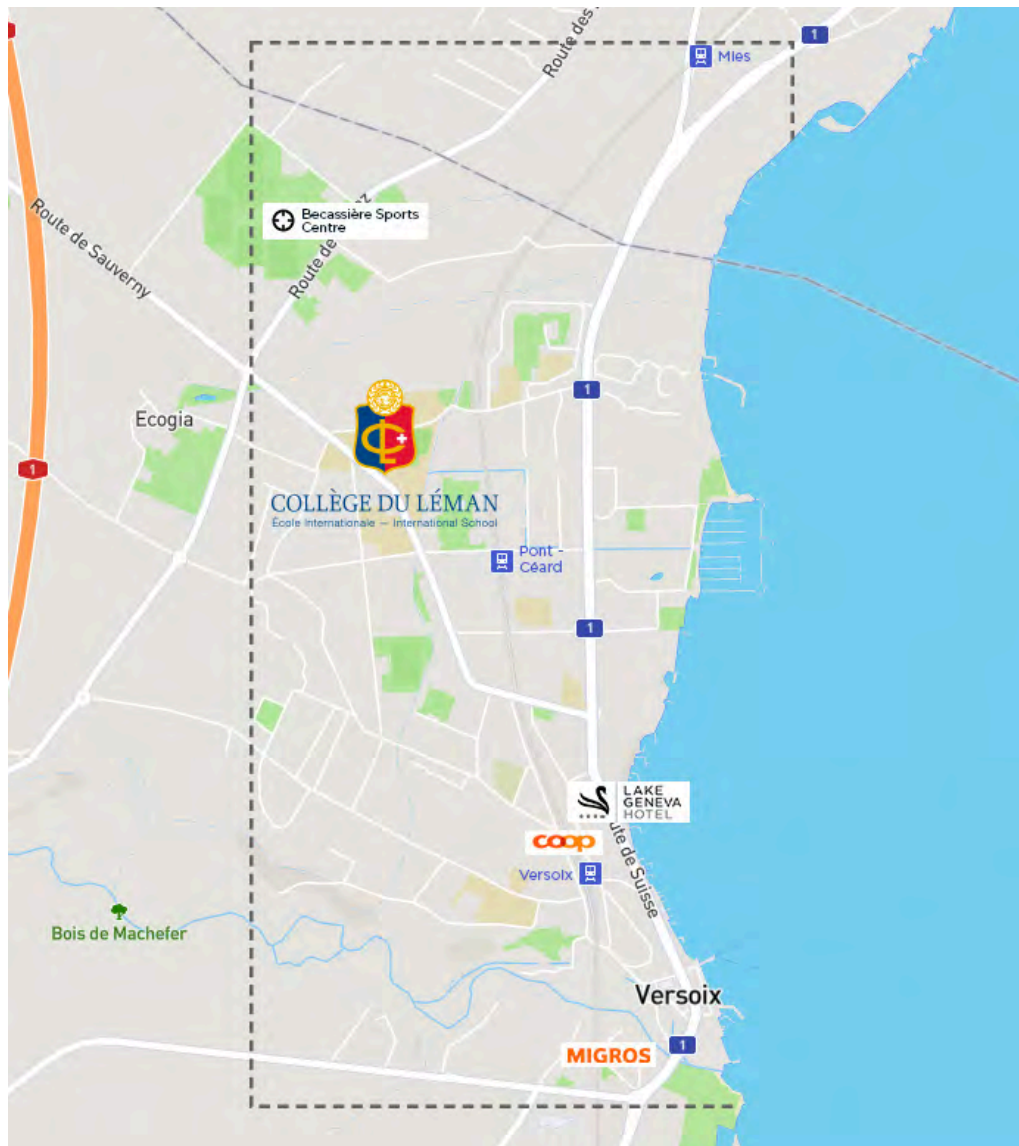 1
Mies
Route des
Route de Sauverny
Becassière Sports
Centre
Route de
1
Ecogia
1
COLLÈGE DU LÉMAN
École Internationale — International School
Pont -
Céard
1
LAKE
GENEVA
HOTEL
coop
Route de Suisse
Versoix
Bois de Machefer
Versoix
MIGROS
1